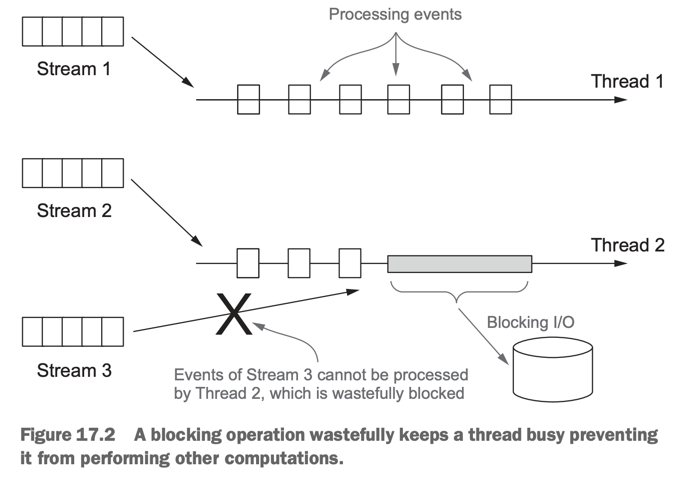 Processing events
Stream 1
Thread 1
Stream 2
Thread 2
Blocking I/O
Stream 3
Events of Stream 3 cannot be processed
by Thread 2, which is wastefully blocked
Figure 17.2 A blocking operation wastefully keeps a thread busy preventing
it from performing other computations.